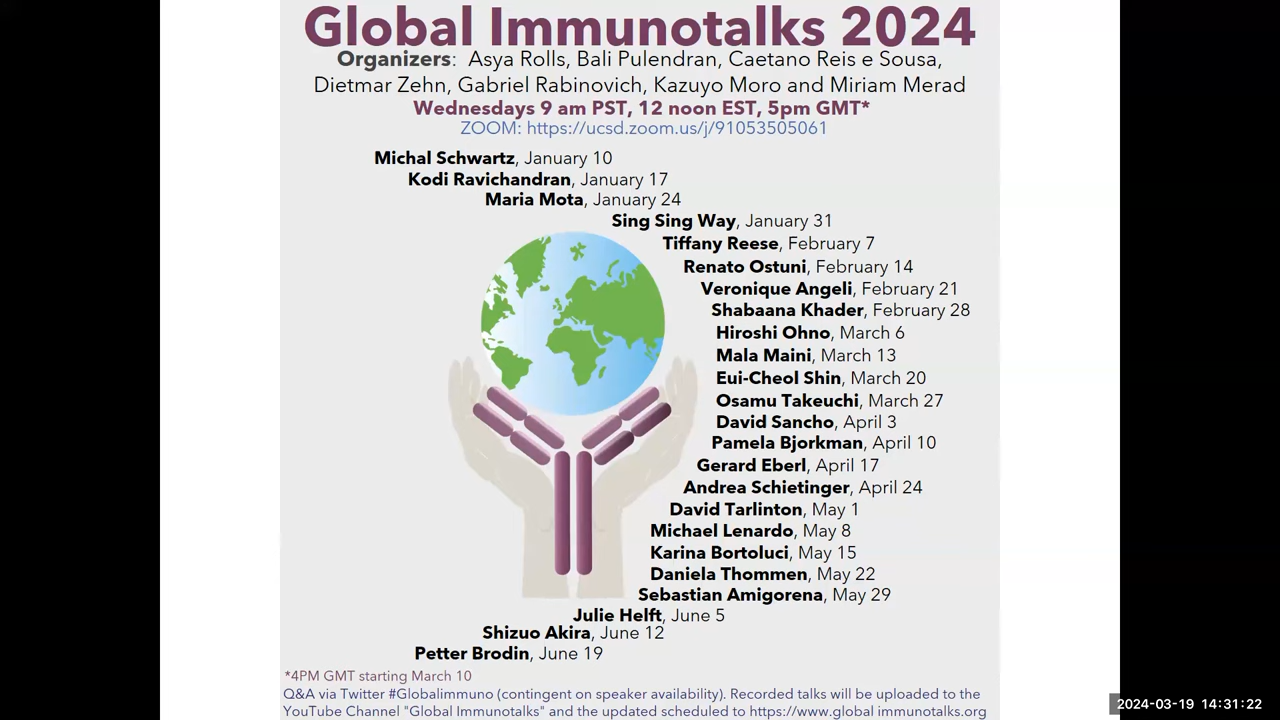 Global Immunotalks 2024
Organizers: Asya Rolls, Bali Pulendran, Caetano Reis e Sousa,
Dietmar Zehn, Gabriel Rabinovich, Kazuyo Moro and Miriam Merad
Wednesdays 9 am PST, 12 noon EST, 5pm GMT*
ZOOM: https://ucsd.zoom.us/j/91053505061
Michal Schwartz, January 10
Kodi Ravichandran, January 17
Maria Mota, January 24
Sing Sing Way, January 31
Tiffany Reese, February 7
Renato Ostuni, February 14
Veronique Angeli, February 21
Shabaana Khader, February 28
Hiroshi Ohno, March 6
Mala Maini, March 13
Eui-Cheol Shin, March 20
Osamu Takeuchi, March 27
David Sancho, April 3
Pamela Bjorkman, April 10
Gerard Eberl, April 17
Andrea Schietinger, April 24
David Tarlinton, May 1
Michael Lenardo, May 8
Karina Bortoluci, May 15
Daniela Thommen, May 22
Sebastian Amigorena, May 29
Julie Helft, June 5
Shizuo Akira, June 12
Petter Brodin, June 19
*4PM GMT starting March 10
Q&A via Twitter #Globalimmuno (contingent on speaker availability). Recorded talks will be uploaded to the
YouTube Channel "Global Immunotalks" and the updated scheduled to https://www.global immunotalks.org
2024-03-19 14:31:22